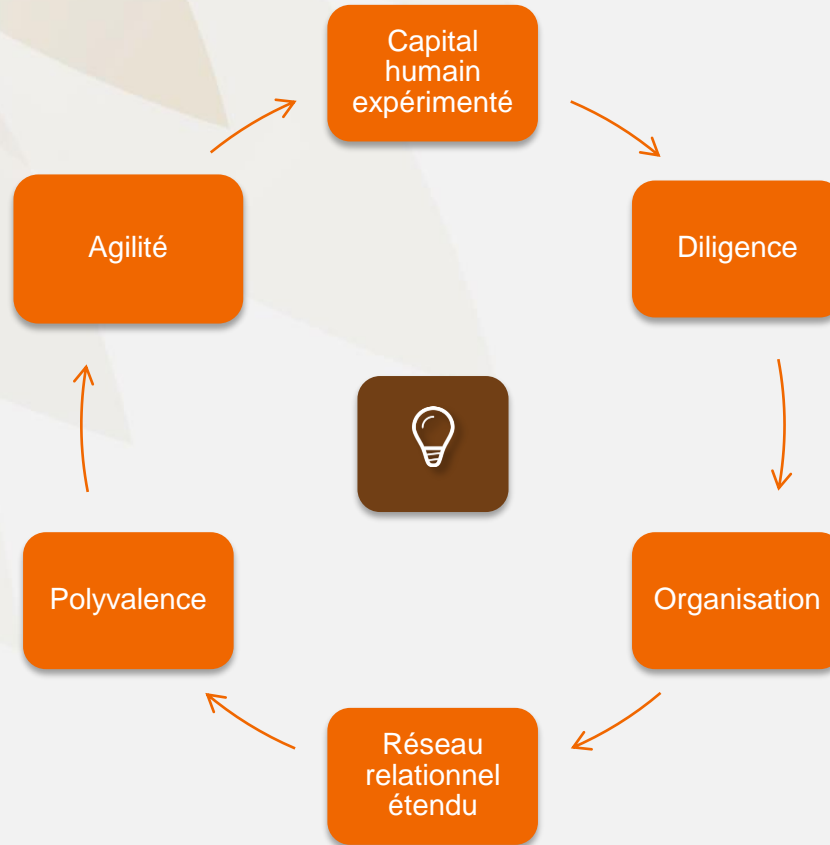 Capital
humain
expérimenté
Diligence
Organisation
Réseau
relationnel
étendu
Polyvalence
Agilité